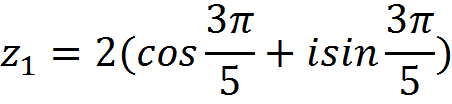 z₁ = 2(cos 3π/5 + isin 3π/5)